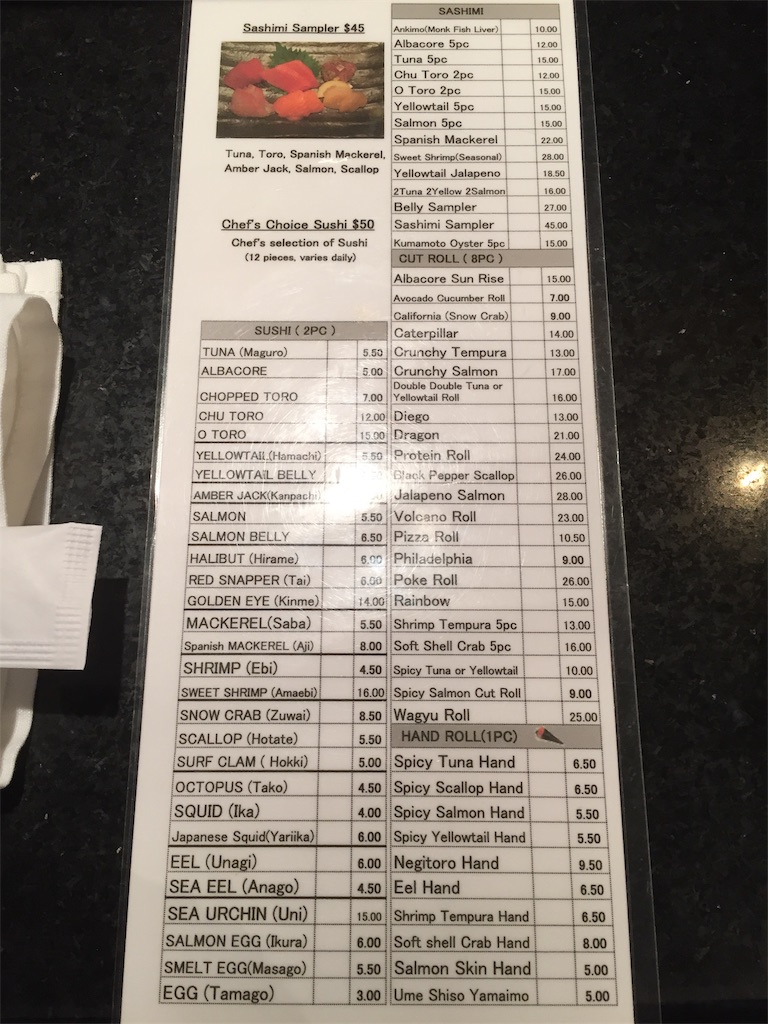 Sashimi Sampler $45
Tuna, Toro, Spanish Mackerel,
Amber Jack, Salmon, Scallop
Chef's Choice Sushi $50
Chef's selection of Sushi
(12 pieces, varies daily)
SUSHI ( 2PC )
TUNA (Maguro) 5.50
ALBACORE 5.00
CHOPPED TORO 7.00
CHU TORO 12.00
O TORO 15.00
YELLOWTAIL.(Hamachi) 5.50
YELLOWTAIL BELLY
AMBER JACK(Kanpachi)
SALMON 5.50
SALMON BELLY 6.50
HALIBUT (Hirame) 6.00
RED SNAPPER (Tai) 6.00
GOLDEN EYE (Kinme) 14.00
MACKEREL(Saba) 5.50
Spanish MACKEREL (Aji) 8.00
SHRIMP (Ebi) 4.50
SWEET SHRIMP (Amaebi) 16.00
SNOW CRAB (Zuwai) 8.50
SCALLOP (Hotate) 5.50
SURF CLAM ( Hokki) 5.00
OCTOPUS (Tako) 4.50
SQUID (Ika) 4.00
Japanese Squid(Yariika) 6.00
EEL (Unagi) 6.00
SEA EEL (Anago) 4.50
SEA URCHIN (Uni) 15.00
SALMON EGG (Ikura) 6.00
SMELT EGG(Masago) 5.50
EGG (Tamago) 3.00
SASHIMI
Ankimo(Monk Fish Liver) 10.00
Albacore 5pc 12.00
Tuna 5pc 15.00
Chu Toro 2pc 12.00
O Toro 2pc 15.00
Yellowtail 5pc 15.00
Salmon 5pc 15.00
Spanish Mackerel 22.00
Sweet Shrimp(Seasonal) 28.00
Yellowtail Jalapeno 18.50
2Tuna 2Yellow 2Salmon 16.00
Belly Sampler 27.00
Sashimi Sampler 45.00
Kumamoto Oyster 5pc 15.00
CUT ROLL ( 8PC )
Albacore Sun Rise 15.00
Avocado Cucumber Roll 7.00
California (Snow Crab) 9.00
Caterpillar 14.00
Crunchy Tempura 13.00
Crunchy Salmon 17.00
Double Double Tuna or
Yellowtail Roll 16.00
Diego 13.00
Dragon 21.00
Protein Roll 24.00
Black Pepper Scallop 26.00
Jalapeno Salmon 28.00
Volcano Roll 23.00
Pizza Roll 10.50
Philadelphia 9.00
Poke Roll 26.00
Rainbow 15.00
Shrimp Tempura 5pc 13.00
Soft Shell Crab 5pc 16.00
Spicy Tuna or Yellowtail 10.00
Spicy Salmon Cut Roll 9.00
Wagyu Roll 25.00
HAND ROLL(1PC)
Spicy Tuna Hand 6.50
Spicy Scallop Hand 6.50
Spicy Salmon Hand 5.50
Spicy Yellowtail Hand 5.50
Negitoro Hand 9.50
Eel Hand 6.50
Shrimp Tempura Hand 6.50
Soft shell Crab Hand 8.00
Salmon Skin Hand 5.00
Ume Shiso Yamaimo 5.00